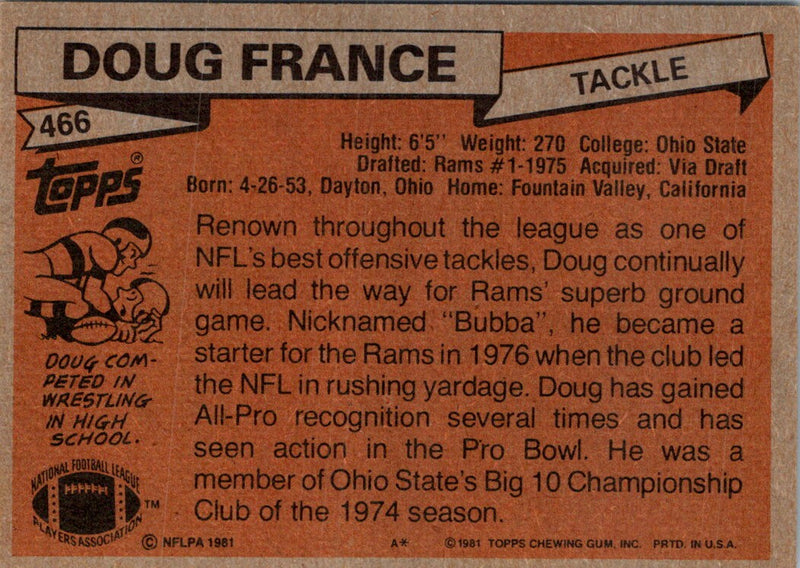 DOUG FRANCE
TACKLE
466
Height: 6'5'' Weight: 270 College: Ohio State
Drafted: Rams #1-1975 Acquired: Via Draft
Born: 4-26-53, Dayton, Ohio Home: Fountain Valley, California
Topps®
Renown throughout the league as one of
NFL's best offensive tackles, Doug continually
will lead the way for Rams' superb ground
game. Nicknamed "Bubba", he became a
starter for the Rams in 1976 when the club led
the NFL in rushing yardage. Doug has gained
All-Pro recognition several times and has
seen action in the Pro Bowl. He was a
member of Ohio State's Big 10 Championship
Club of the 1974 season.
DOUG COM-
PETED IN
WRESTLING
IN HIGH
SCHOOL.
NATIONAL FOOTBALL LEAGUE
PLAYERS ASSOCIATION
™
© NFLPA 1981
A*
© 1981 TOPPS CHEWING GUM, INC. PRTD. IN U.S.A.